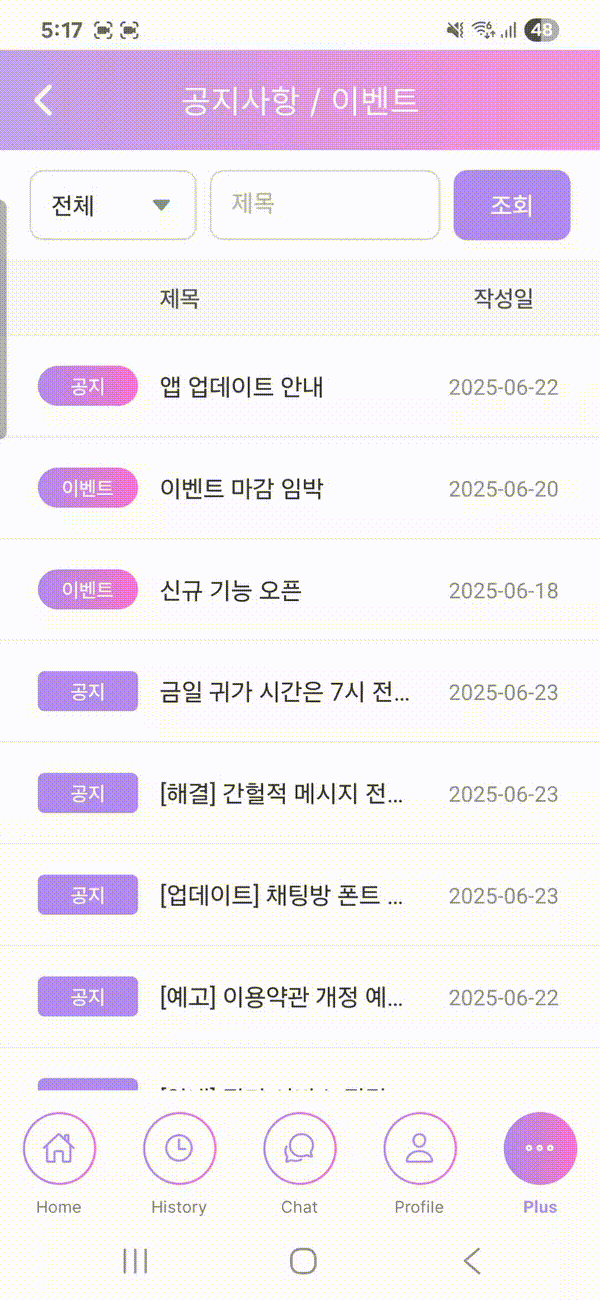 5:17 48
공지사항 / 이벤트
전체 제목 조회
제목 작성일
공지 앱 업데이트 안내 2025-06-22
이벤트 이벤트 마감 임박 2025-06-20
이벤트 신규 기능 오픈 2025-06-18
공지 금일 귀가 시간은 7시 전... 2025-06-23
공지 [해결] 간헐적 메시지 전... 2025-06-23
공지 [업데이트] 채팅방 폰트 ... 2025-06-23
공지 [예고] 이용약관 개정 예... 2025-06-22
Home History Chat Profile Plus